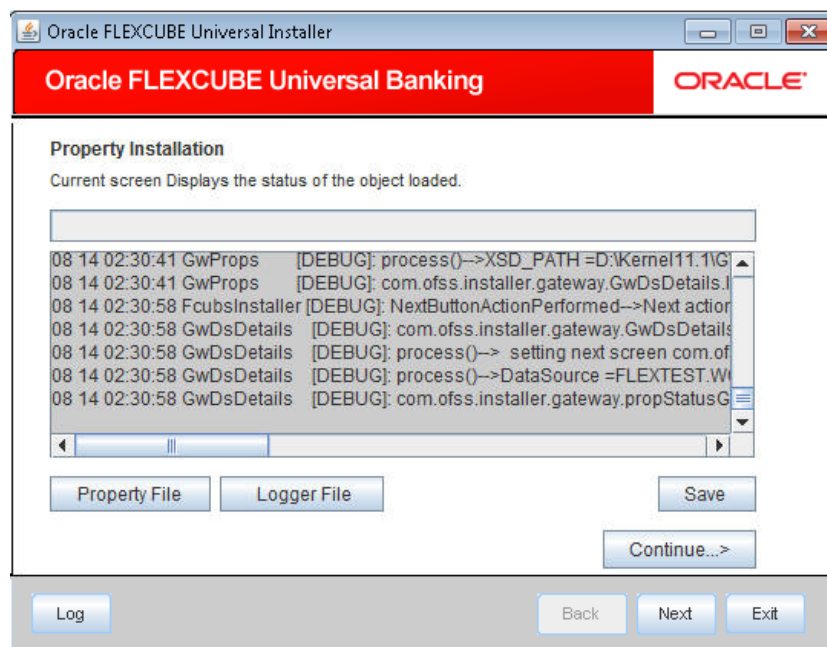 Oracle FLEXCUBE Universal Installer
Oracle FLEXCUBE Universal Banking
ORACLE
Property Installation
Current screen Displays the status of the object loaded.
08 14 02:30:41 GwProps [DEBUG]: process()-->XSD_PATH =D:\Kernel11.1\G
08 14 02:30:41 GwProps [DEBUG]: com.ofss.installer.gateway.GwDsDetails.
08 14 02:30:58 FcubsInstaller [DEBUG]: NextButtonActionPerformed-->Next action
08 14 02:30:58 GwDsDetails [DEBUG]: com.ofss.installer.gateway.GwDsDetails
08 14 02:30:58 GwDsDetails [DEBUG]: process()--> setting next screen com.of
08 14 02:30:58 GwDsDetails [DEBUG]: process()-->DataSource =FLEXTEST.W
08 14 02:30:58 GwDsDetails [DEBUG]: com.ofss.installer.gateway.propStatusG
Property File Logger File Save
Continue...>
Log Back Next Exit